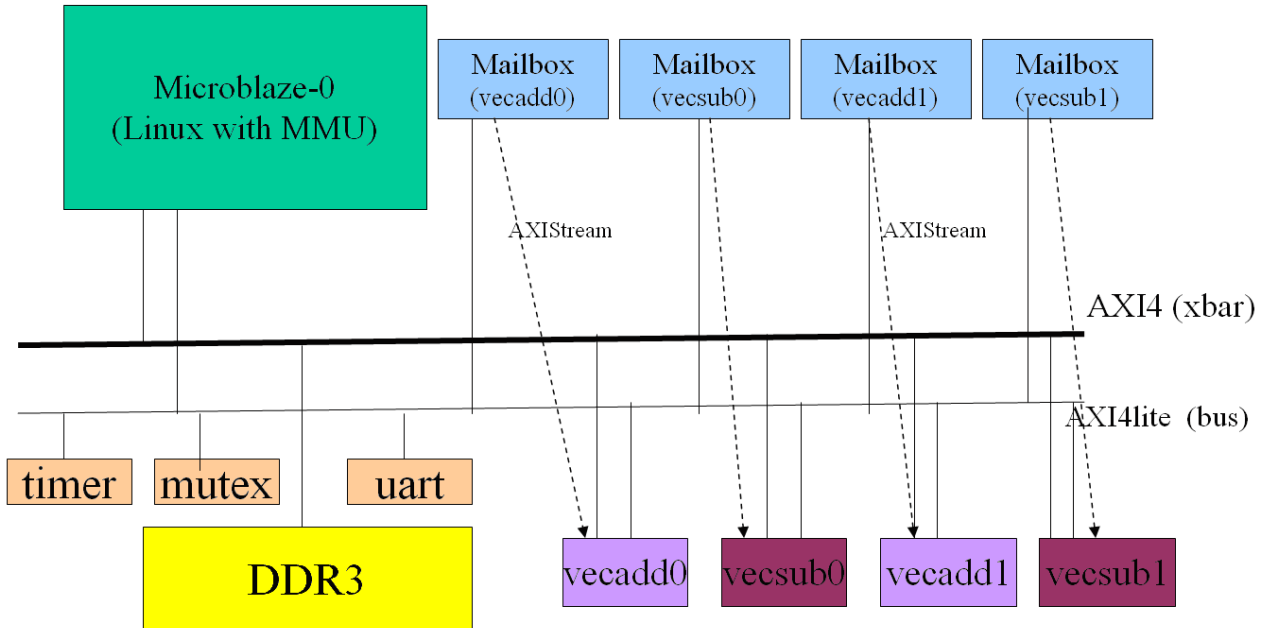 Microblaze-0
(Linux with MMU)
Mailbox
(vecadd0)
Mailbox
(vecsub0)
Mailbox
(vecadd1)
Mailbox
(vecsub1)
AXIStream
AXIStream
AXI4 (xbar)
AXI4lite (bus)
timer
mutex
uart
DDR3
vecadd0
vecsub0
vecadd1
vecsub1